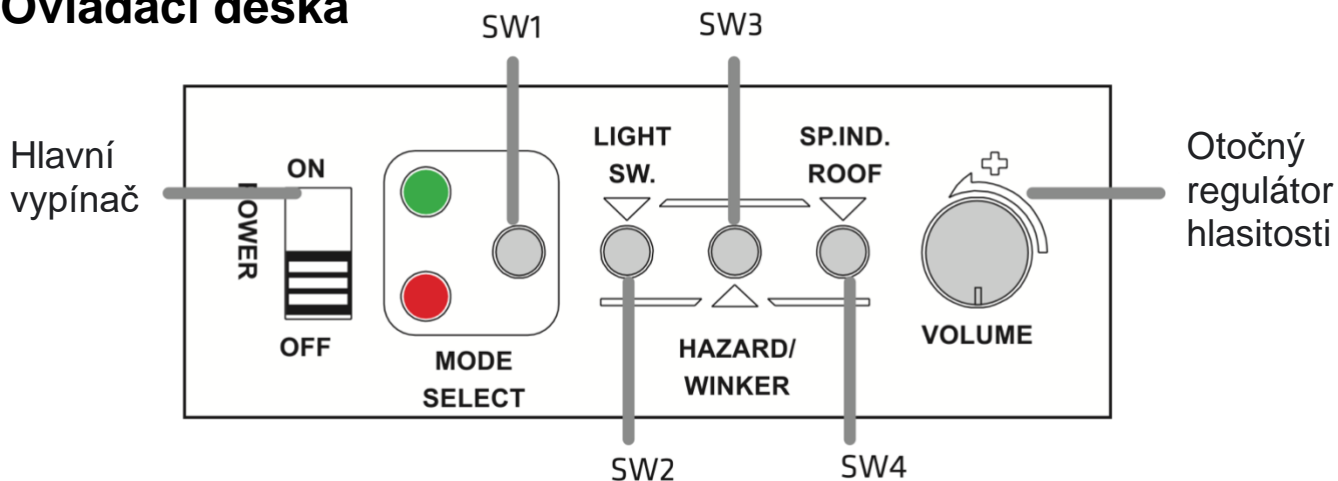 Ovládací deska
SW1
SW3
Hlavní
vypínač
ON
POWER
OFF
MODE
SELECT
LIGHT
SW.
SP.IND.
ROOF
HAZARD/
WINKER
VOLUME
Otočný
regulátor
hlasitosti
SW2
SW4